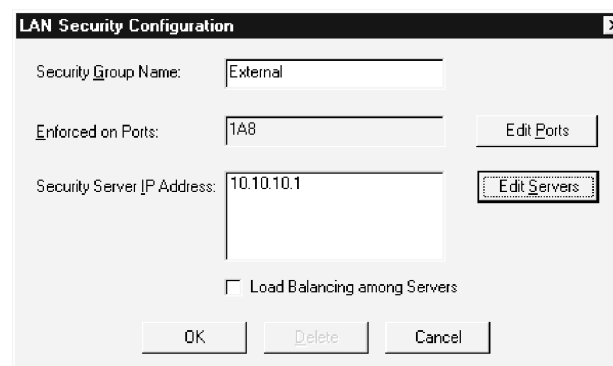 LAN Security Configuration
Security Group Name: External
Enforced on Ports: 1A8 Edit Ports
Security Server IP Address: 10.10.10.1 Edit Servers
Load Balancing among Servers
OK Delete Cancel